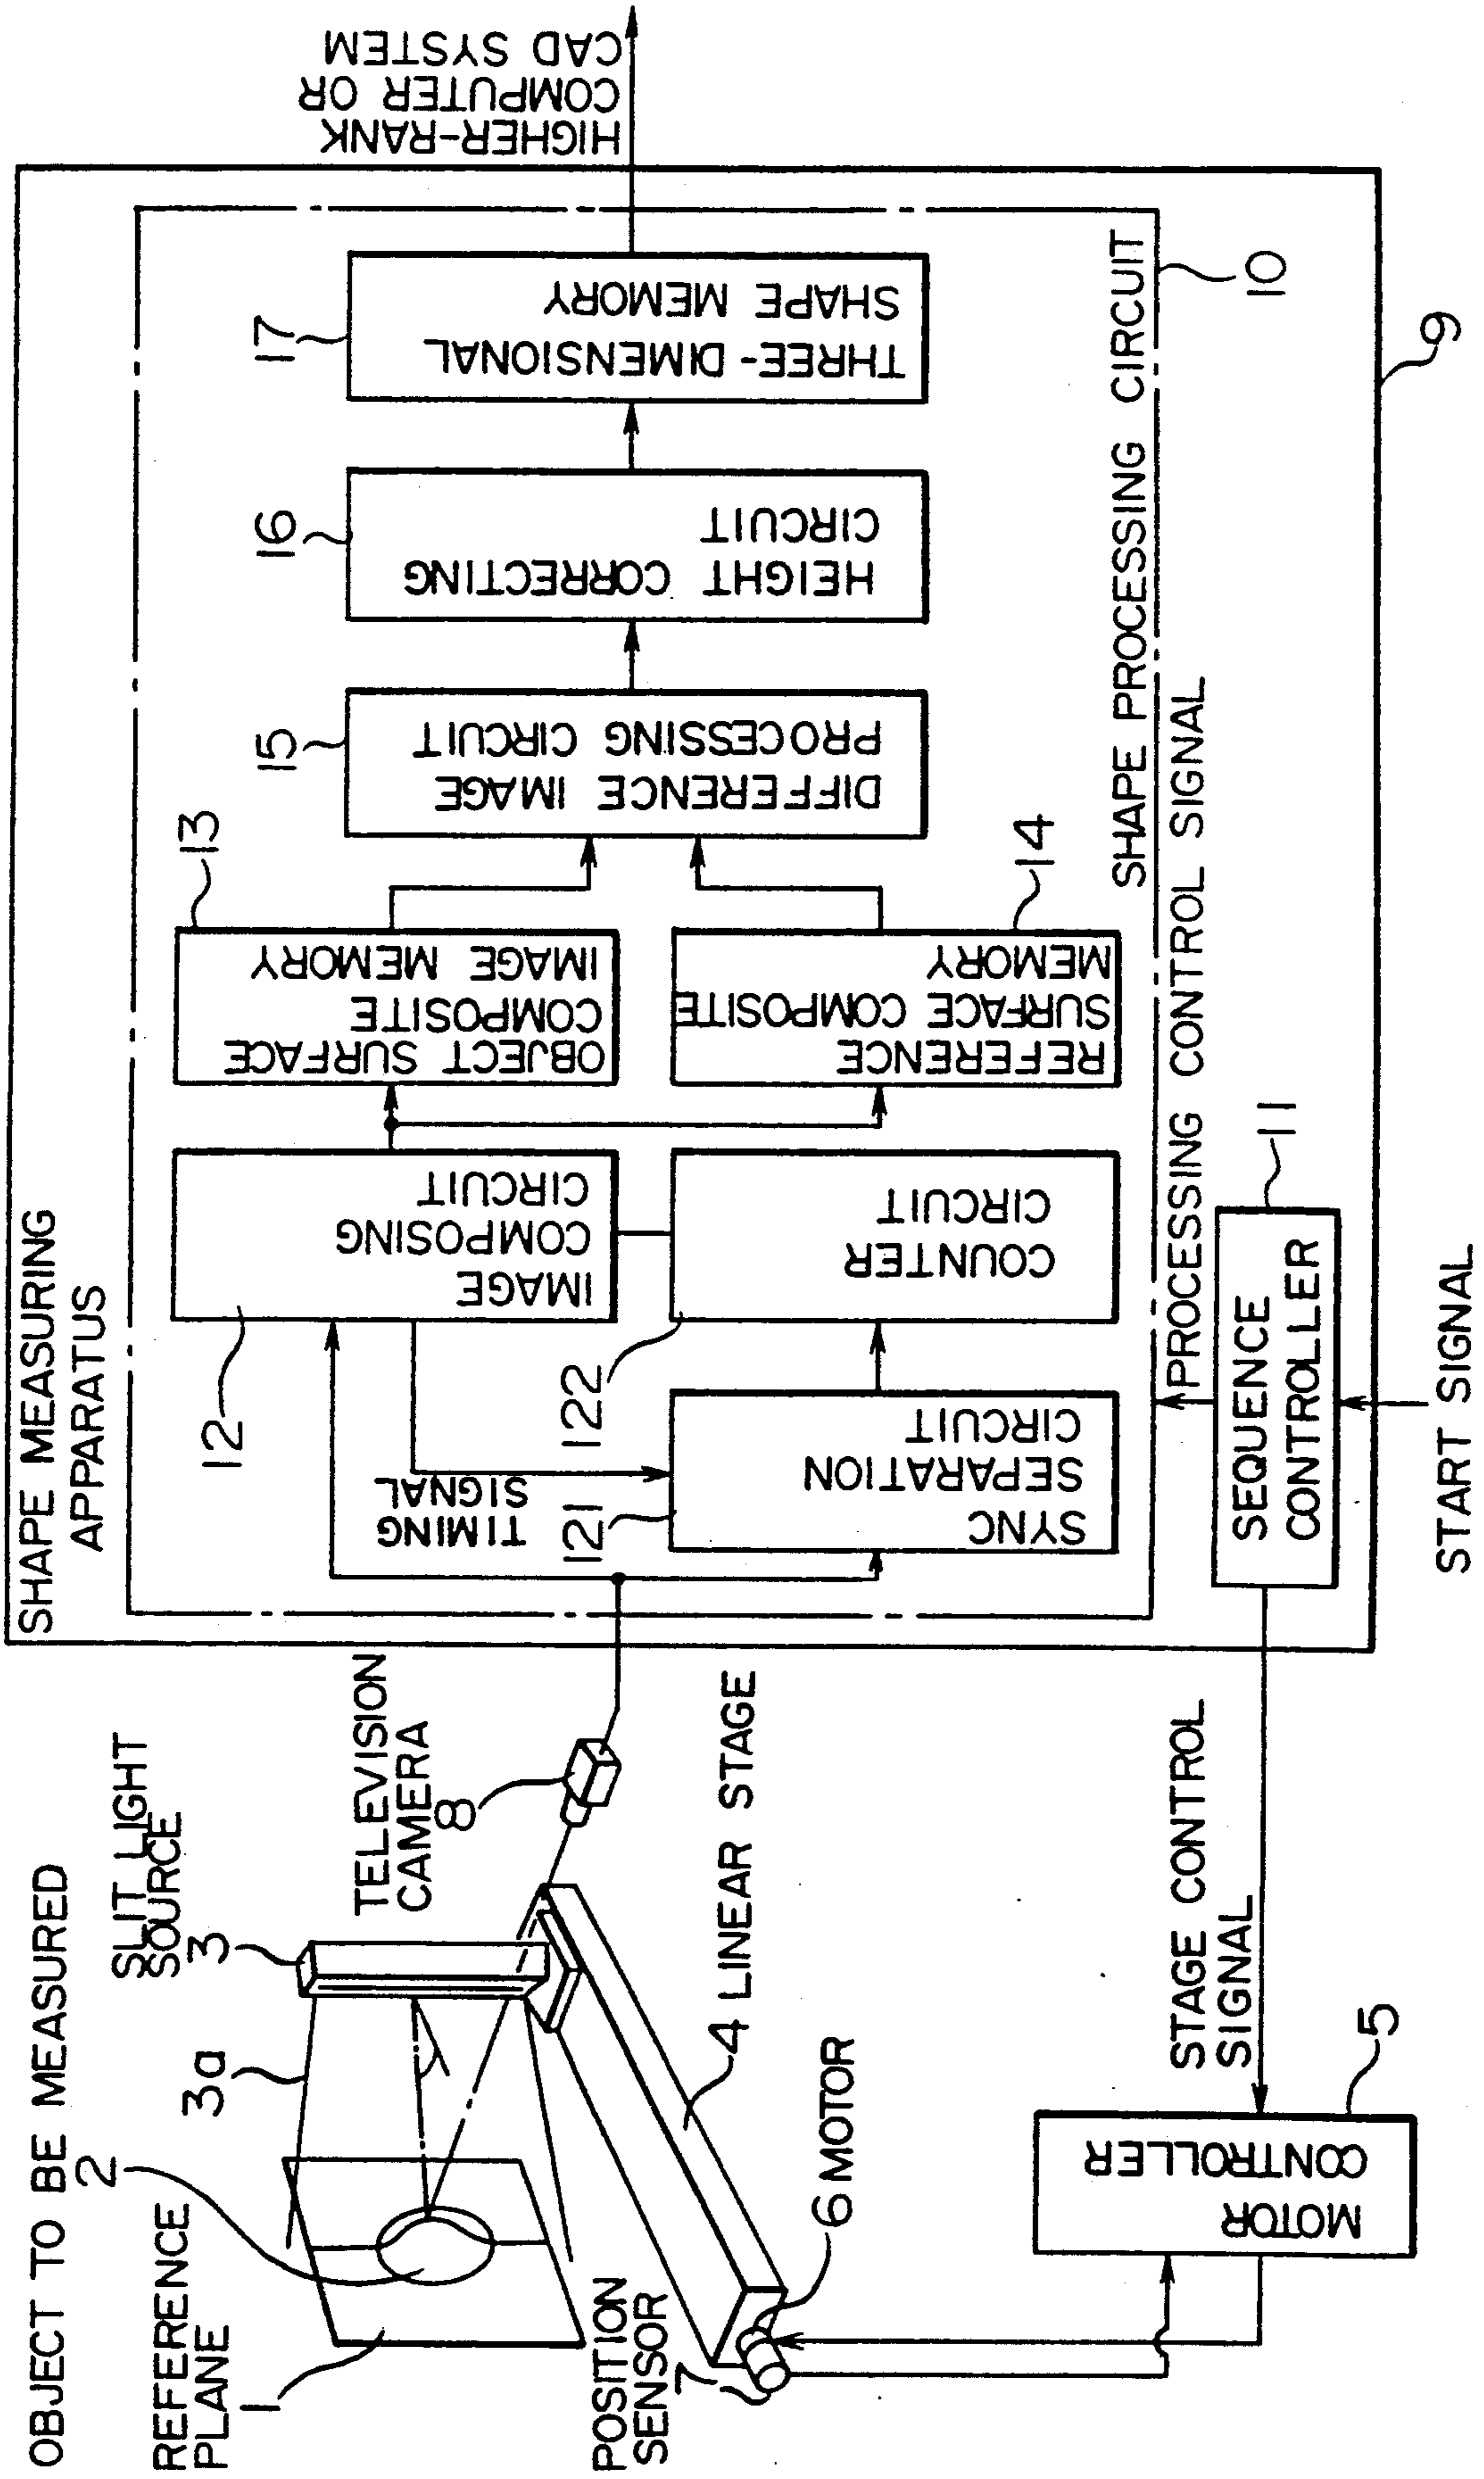 OBJECT TO BE MEASURED
2
REFERENCE
PLANE
1
SLIT LIGHT
SOURCE
3
3a
TELEVISION
CAMERA
8
4 LINEAR STAGE
6 MOTOR
POSITION
SENSOR
7
MOTOR
CONTROLLER
5
STAGE CONTROL
SIGNAL
SHAPE MEASURING
APPARATUS
12
IMAGE
COMPOSING
CIRCUIT
TIMING
SIGNAL
121
SYNC
SEPARATION
CIRCUIT
122
COUNTER
CIRCUIT
13
OBJECT SURFACE
COMPOSITE
IMAGE MEMORY
14
REFERENCE
SURFACE COMPOSITE
MEMORY
15
DIFFERENCE IMAGE
PROCESSING CIRCUIT
16
HEIGHT CORRECTING
CIRCUIT
17
THREE-DIMENSIONAL
SHAPE MEMORY
HIGHER-RANK
COMPUTER OR
CAD SYSTEM
SHAPE PROCESSING CIRCUIT
10
PROCESSING CONTROL SIGNAL
11
SEQUENCE
CONTROLLER
START SIGNAL
9